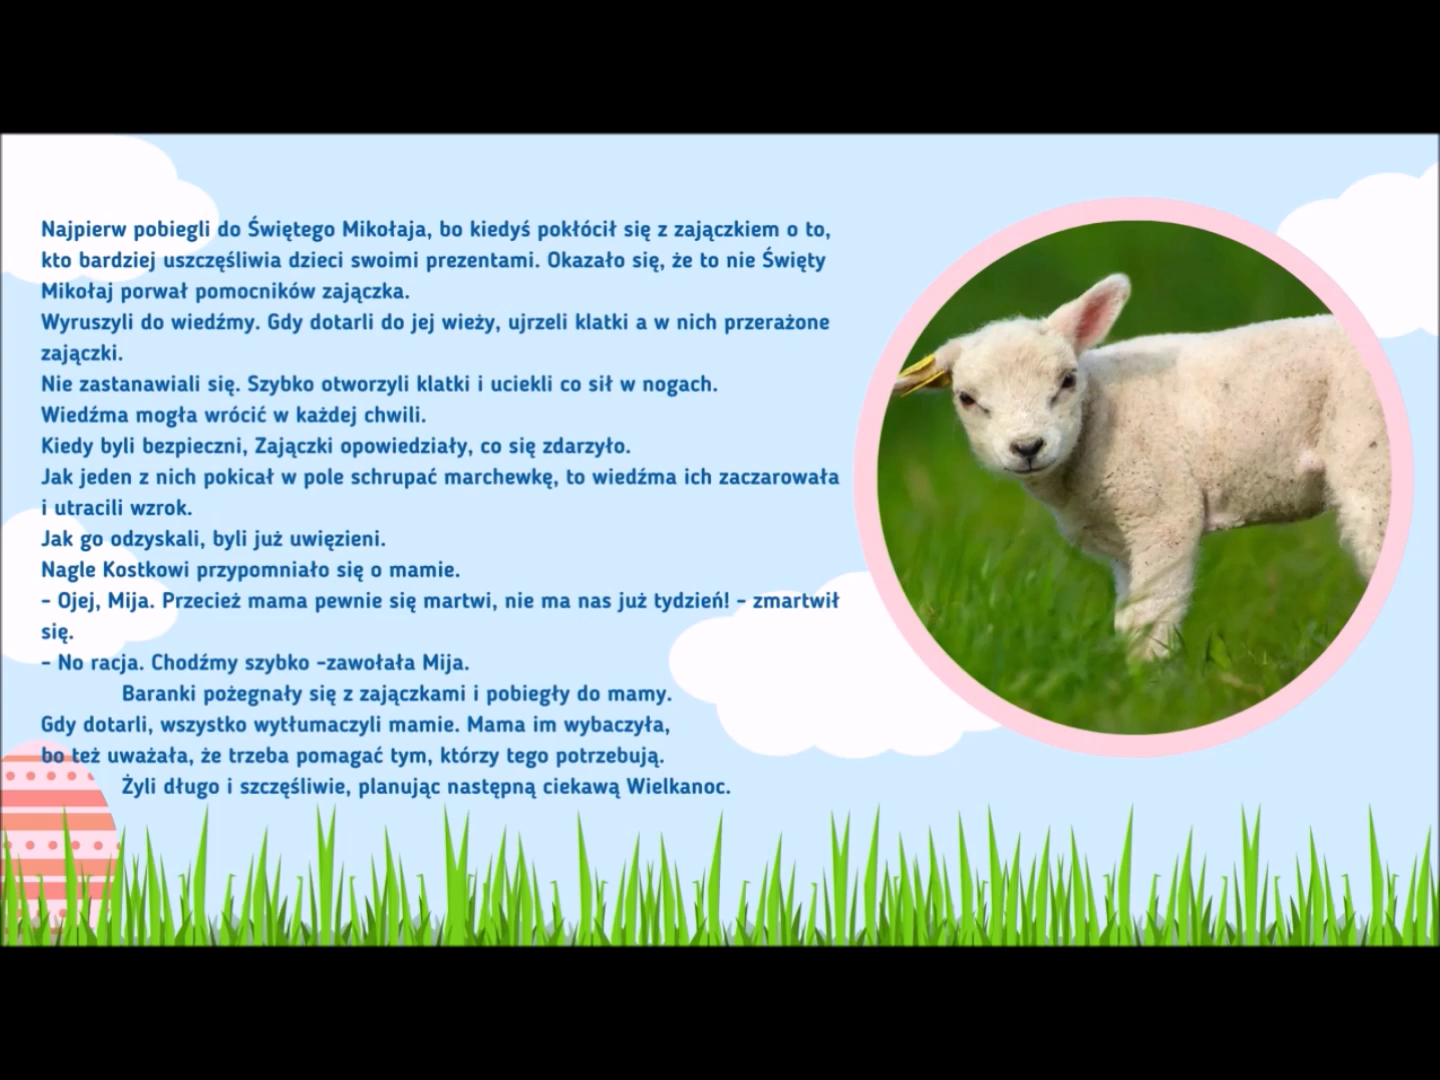 Najpierw pobiegli do Świętego Mikołaja, bo kiedyś pokłócił się z zajączkiem o to,
kto bardziej uszczęśliwia dzieci swoimi prezentami. Okazało się, że to nie Święty
Mikołaj porwał pomocników zajączka.
Wyruszyli do wiedźmy. Gdy dotarli do jej wieży, ujrzeli klatki a w nich przerażone
zajączki.
Nie zastanawiali się. Szybko otworzyli klatki i uciekli co sił w nogach.
Wiedźma mogła wrócić w każdej chwili.
Kiedy byli bezpieczni, Zajączki opowiedziały, co się zdarzyło.
Jak jeden z nich pokicał w pole schrupać marchewkę, to wiedźma ich zaczarowała
i utracili wzrok.
Jak go odzyskali, byli już uwięzieni.
Nagle Kostkowi przypomniało się o mamie.
– Ojej, Mija. Przecież mama pewnie się martwi, nie ma nas już tydzień! – zmartwił
się.
– No racja. Chodźmy szybko –zawołała Mija.
Baranki pożegnały się z zajączkami i pobiegły do mamy.
Gdy dotarli, wszystko wytłumaczyli mamie. Mama im wybaczyła,
bo też uważała, że trzeba pomagać tym, którzy tego potrzebują.
Żyli długo i szczęśliwie, planując następną ciekawą Wielkanoc.